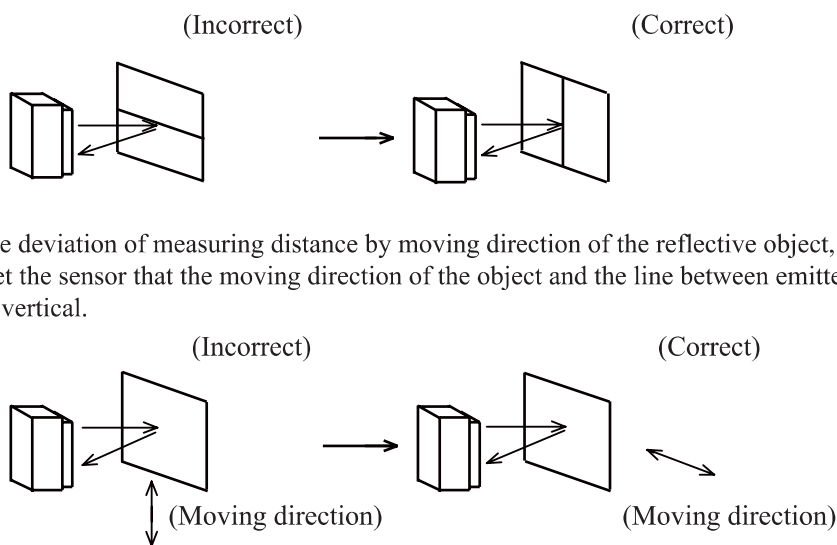 (Incorrect) (Correct)
e deviation of measuring distance by moving direction of the reflective object,
et the sensor that the moving direction of the object and the line between emitte
vertical.
(Incorrect) (Correct)
(Moving direction) (Moving direction)